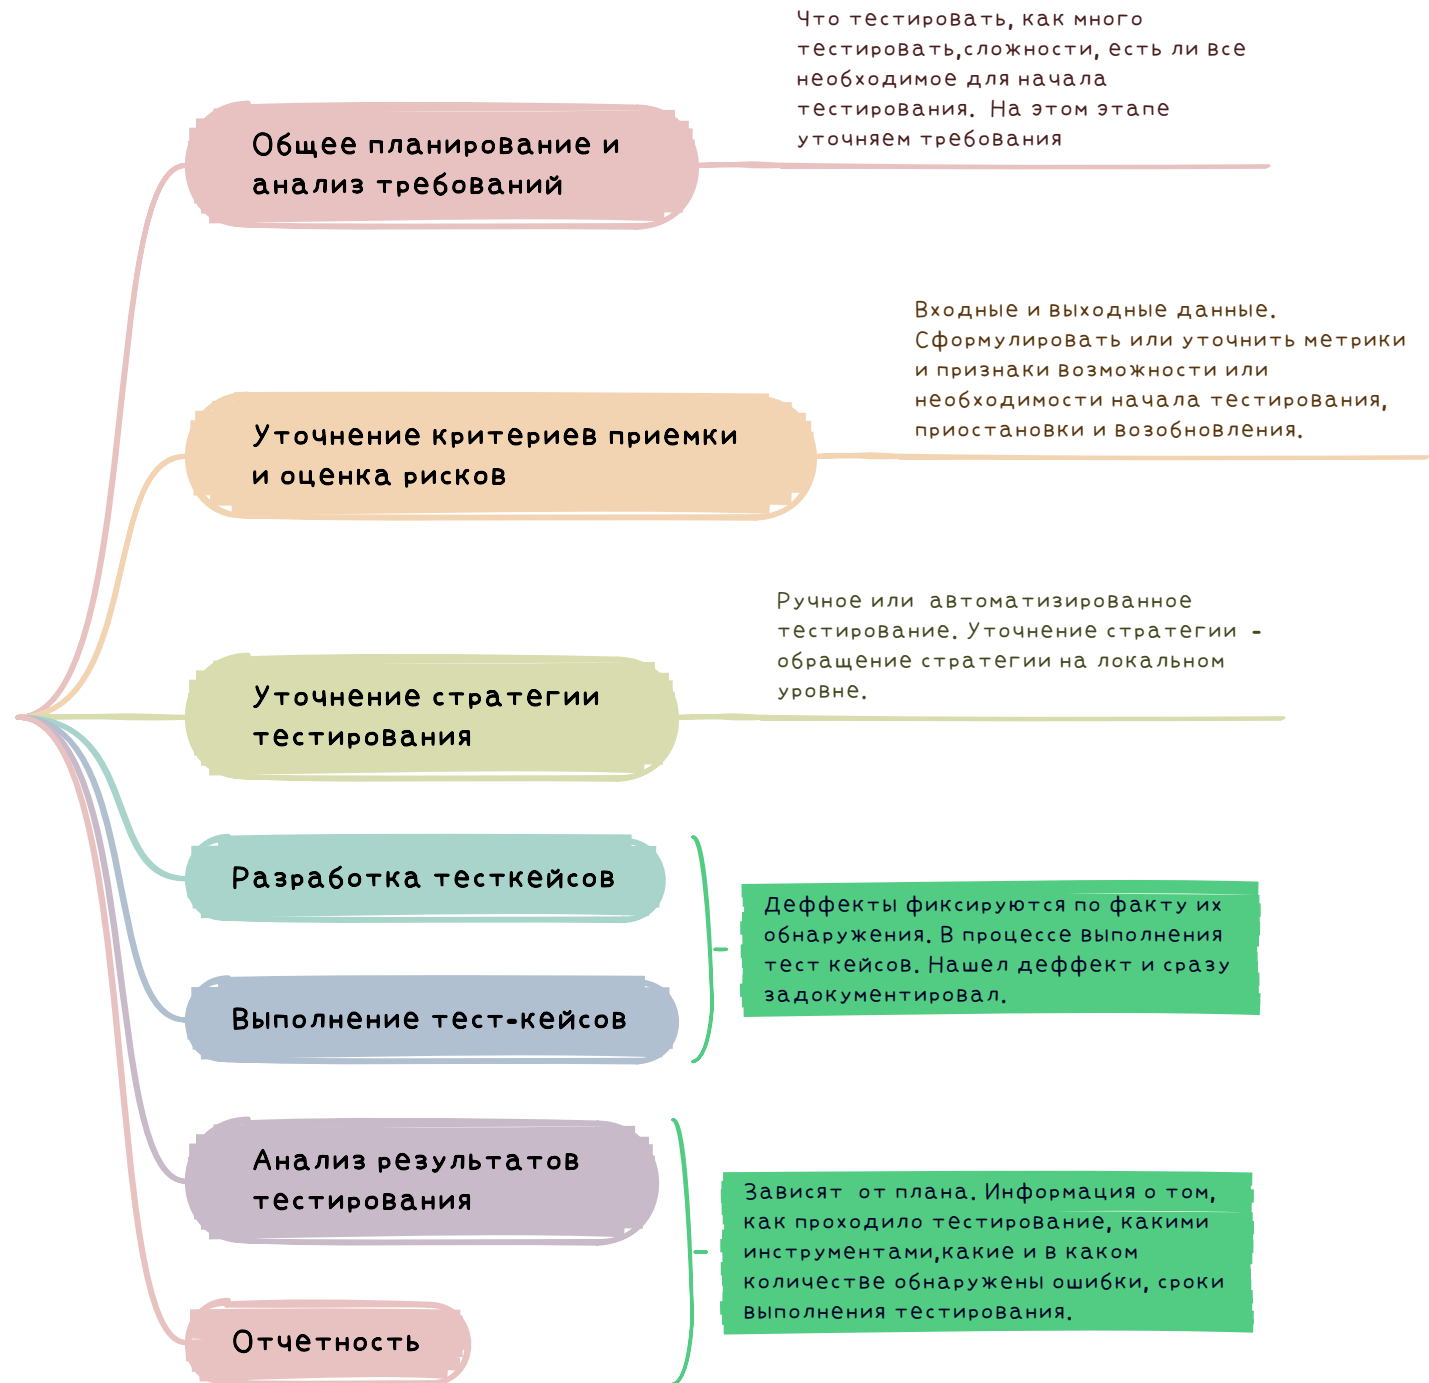 Что тестировать, как много
тестировать,сложности, есть ли все
необходимое для начала
тестирования.  На этом этапе
уточняем требования
Общее планирование и
анализ требований
Входные и выходные данные.
Сформулировать или уточнить метрики
и признаки возможности или
необходимости начала тестирования,
приостановки и возобновления.
Уточнение критериев приемки
и оценка рисков
Ручное или  автоматизированное
тестирование. Уточнение стратегии  -
обращение стратегии на локальном
уровне.
Уточнение стратегии
тестирования
Разработка тесткейсов
Деффекты фиксируются по факту их
обнаружения. В процессе выполнения
тест кейсов. Нашел деффект и сразу
задокументировал.
Выполнение тест-кейсов
Анализ результатов
тестирования
Зависят  от плана. Информация о том,
как проходило тестирование, какими
инструментами,какие и в каком
количестве обнаружены ошибки, сроки
выполнения тестирования.
Отчетность